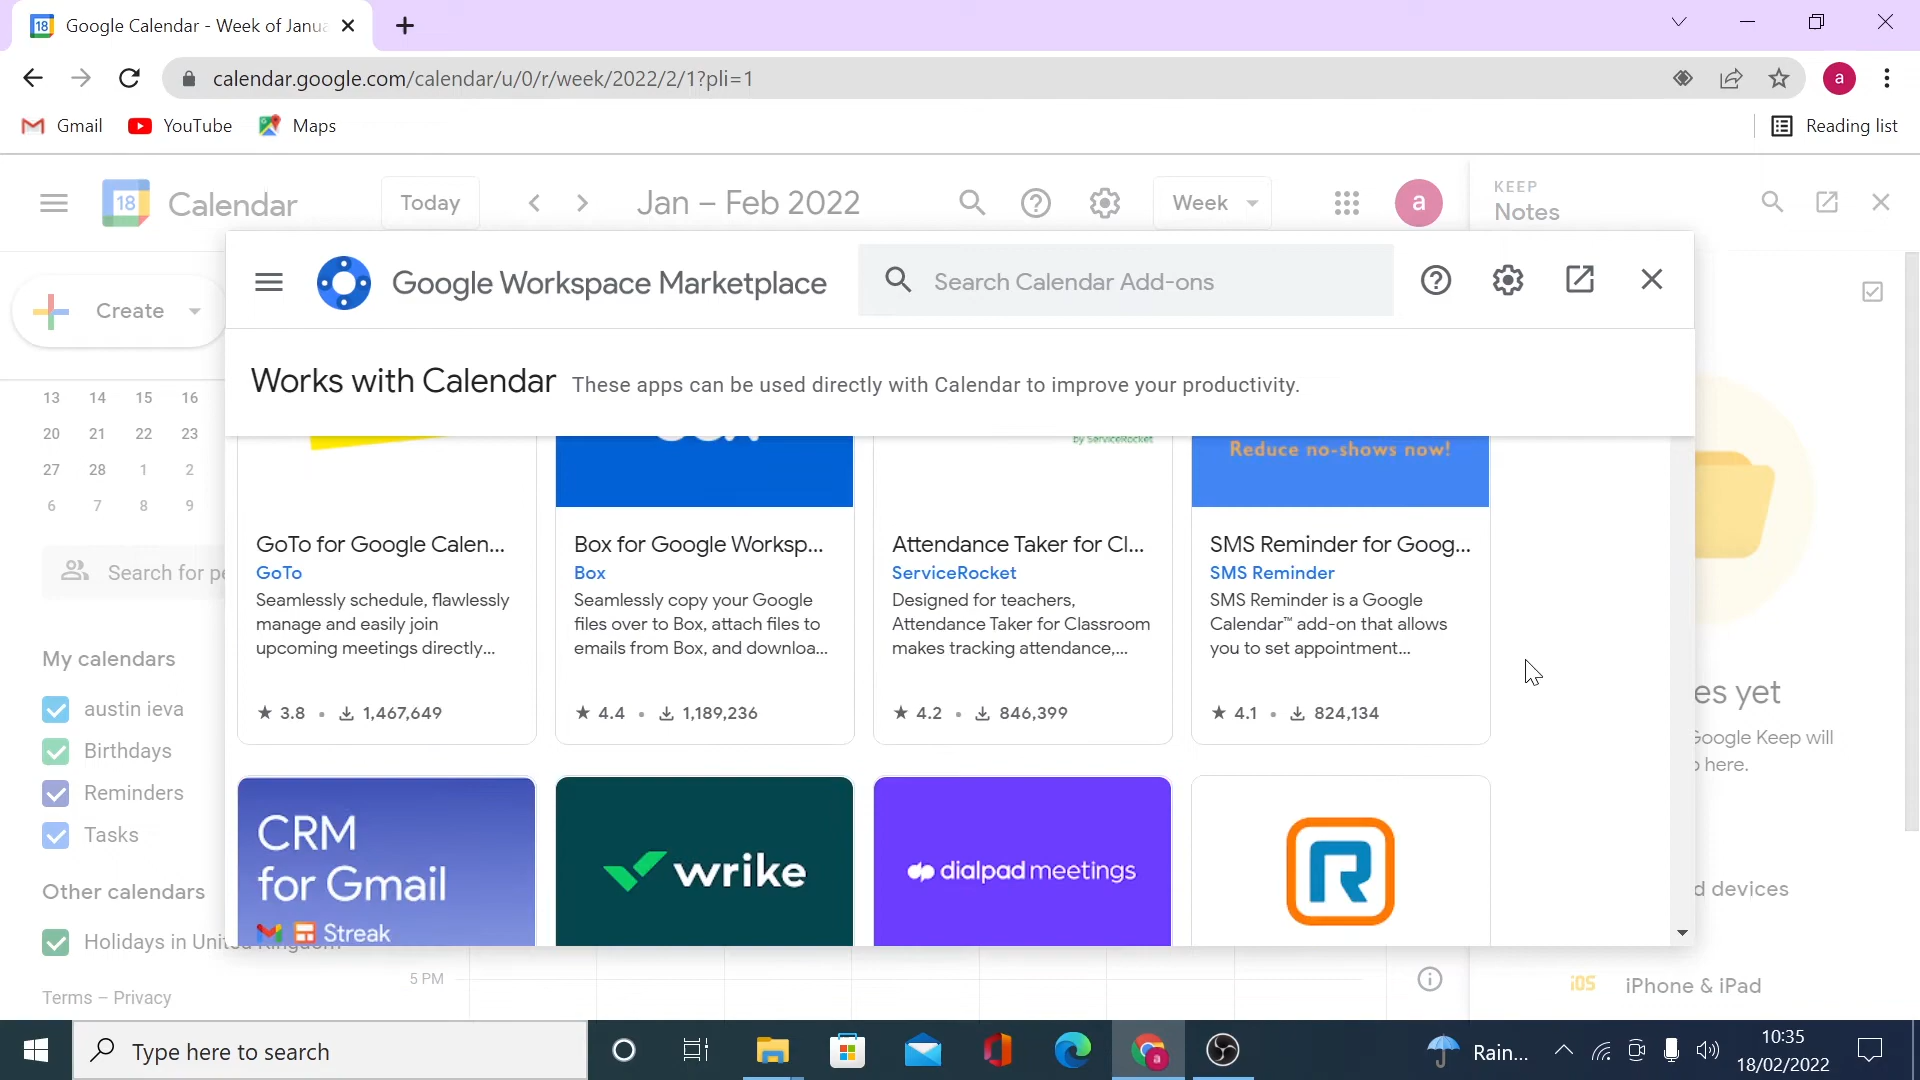 18
Google Calendar - Week of Janua
calendar.google.com/calendar/u/0/r/week/2022/2/1?pli=1
a
Gmail
YouTube
Maps
Reading list
18
Calendar
Today
Jan – Feb 2022
Week
a
KEEP
Notes
Google Workspace Marketplace
Search Calendar Add-ons
Create
Works with Calendar
These apps can be used directly with Calendar to improve your productivity.
13 14 15 16
20 21 22 23
27 28 1 2
6 7 8 9
by ServiceRocket
Reduce no-shows now!
Search for pe
GoTo for Google Calen...
GoTo
Seamlessly schedule, flawlessly
manage and easily join
upcoming meetings directly...
3.8 • 1,467,649
Box for Google Worksp...
Box
Seamlessly copy your Google
files over to Box, attach files to
emails from Box, and downloa...
4.4 • 1,189,236
Attendance Taker for Cl...
ServiceRocket
Designed for teachers,
Attendance Taker for Classroom
makes tracking attendance,...
4.2 • 846,399
SMS Reminder for Goog...
SMS Reminder
SMS Reminder is a Google
Calendar™ add-on that allows
you to set appointment...
4.1 • 824,134
es yet
Google Keep will
here.
My calendars
austin ieva
Birthdays
Reminders
Tasks
Other calendars
Holidays in United Kingdom
Terms – Privacy
CRM
for Gmail
Streak
wrike
dialpad meetings
R
d devices
5 PM
iOS
iPhone & iPad
Type here to search
a
Rain...
10:35
18/02/2022